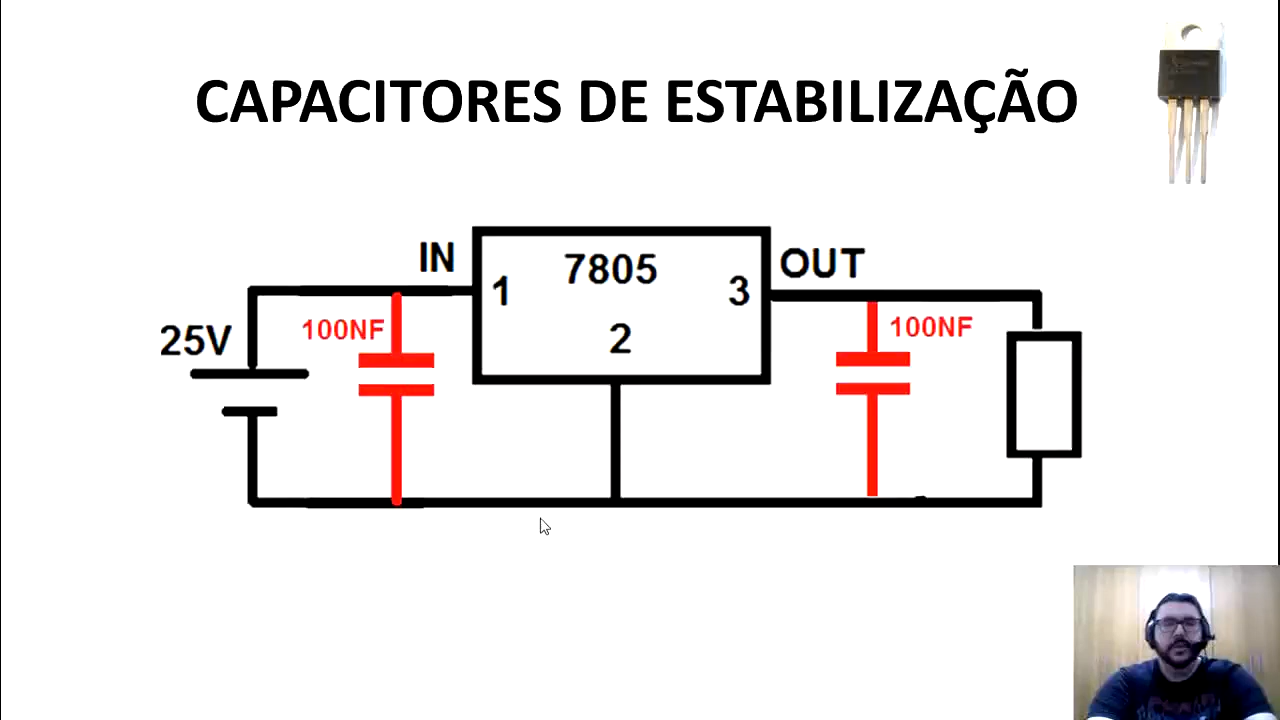 CAPACITORES DE ESTABILIZAÇÃO
IN
7805
OUT
1
3
100NF
100NF
25V
2